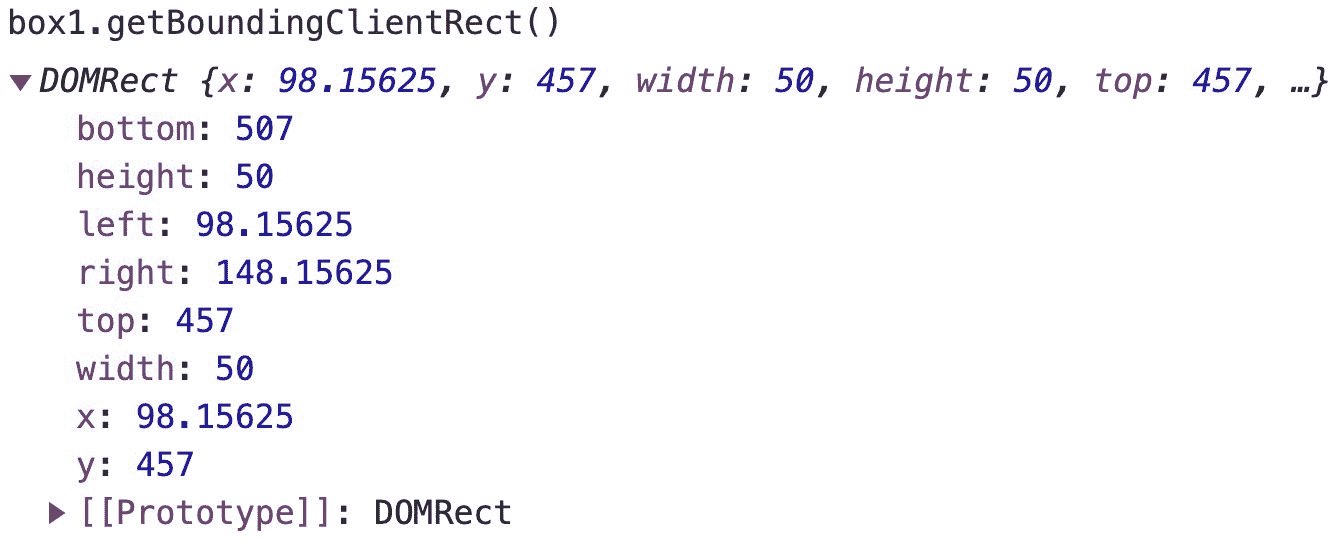 box1.getBoundingClientRect()
▼DOMRect {x: 98.15625, y: 457, width: 50, height: 50, top: 457, …}
bottom: 507
height: 50
left: 98.15625
right: 148.15625
top: 457
width: 50
x: 98.15625
y: 457
▶[[Prototype]]: DOMRect